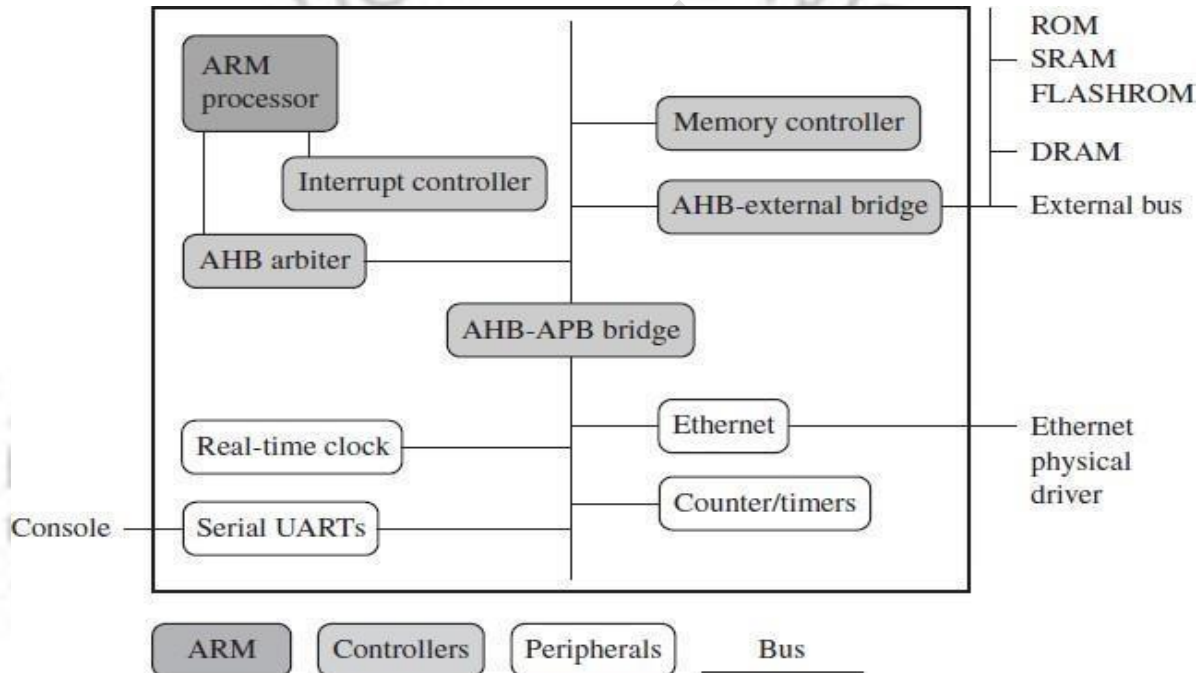 ROM
SRAM
FLASHROM
DRAM
External bus
ARM
processor
Memory controller
Interrupt controller
AHB-external bridge
AHB arbiter
AHB-APB bridge
Ethernet
Ethernet
physical
driver
Real-time clock
Counter/timers
Console
Serial UARTs
ARM
Controllers
Peripherals
Bus